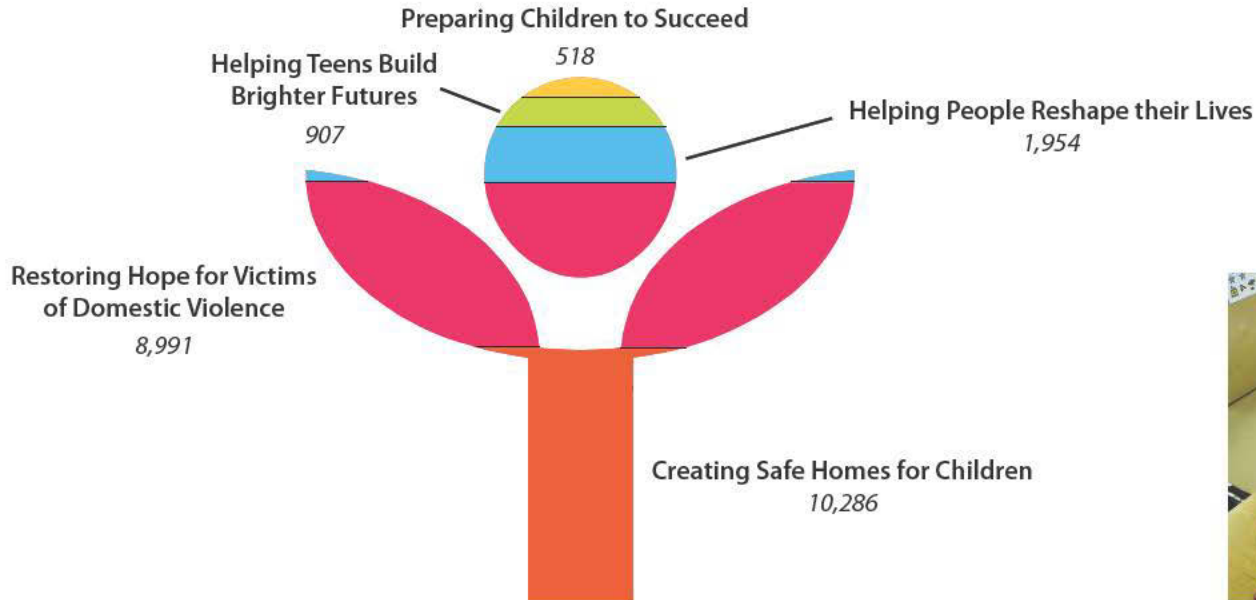 Preparing Children to Succeed
518
Helping Teens Build
Brighter Futures
907
Helping People Reshape their Lives
1,954
Restoring Hope for Victims
of Domestic Violence
8,991
Creating Safe Homes for Children
10,286